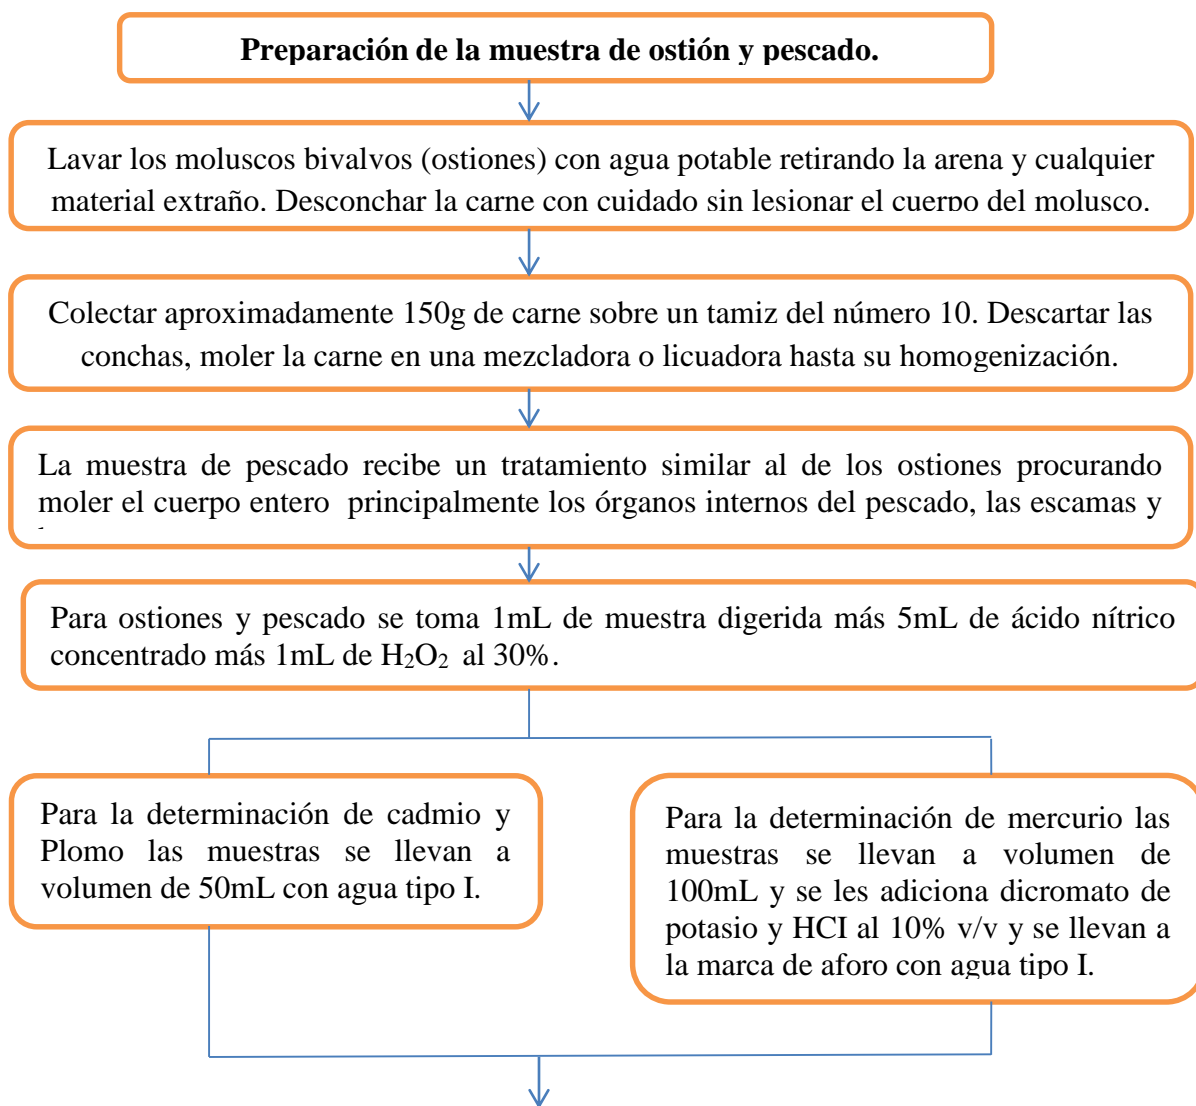 Preparación de la muestra de ostión y pescado.
Lavar los moluscos bivalvos (ostiones) con agua potable retirando la arena y cualquier
material extraño. Desconchar la carne con cuidado sin lesionar el cuerpo del molusco.
Colectar aproximadamente 150g de carne sobre un tamiz del número 10. Descartar las
conchas, moler la carne en una mezcladora o licuadora hasta su homogenización.
La muestra de pescado recibe un tratamiento similar al de los ostiones procurando
moler el cuerpo entero principalmente los órganos internos del pescado, las escamas y
Para ostiones y pescado se toma 1mL de muestra digerida más 5mL de ácido nítrico
concentrado más 1mL de H₂O₂ al 30%.
Para la determinación de cadmio y
Plomo las muestras se llevan a
volumen de 50mL con agua tipo I.
Para la determinación de mercurio las
muestras se llevan a volumen de
100mL y se les adiciona dicromato de
potasio y HCI al 10% v/v y se llevan a
la marca de aforo con agua tipo I.